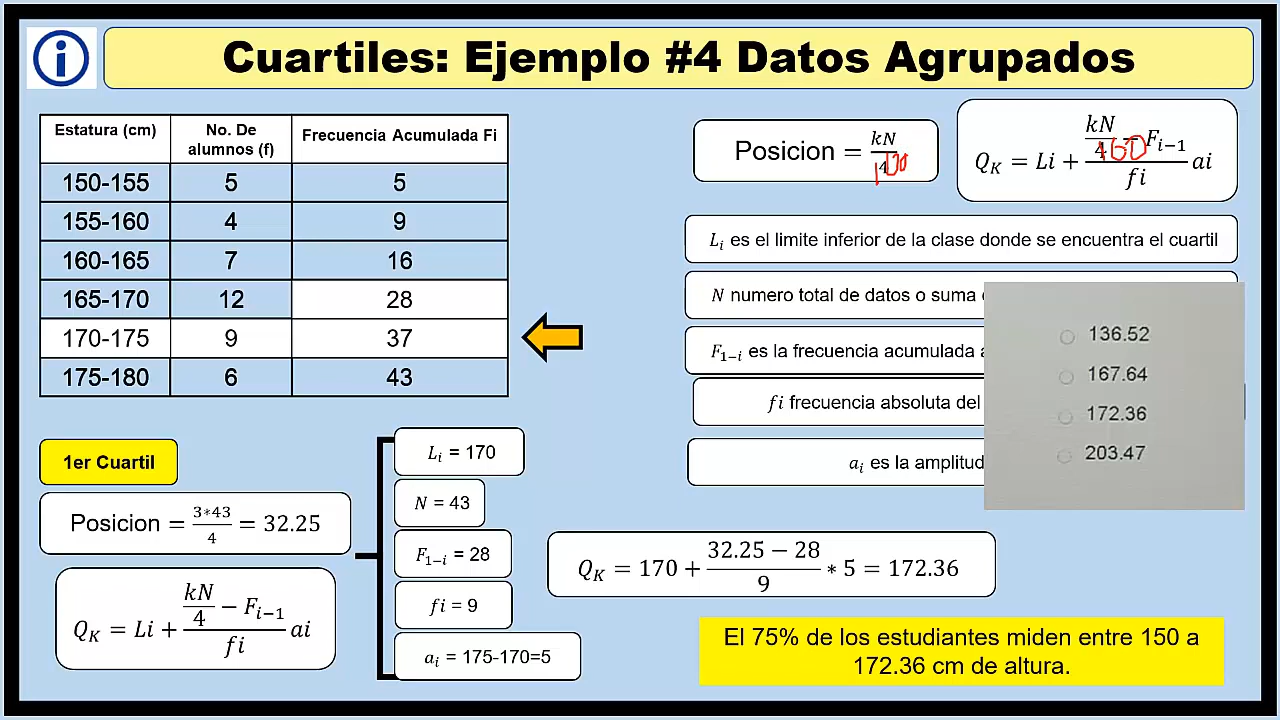 Cuartiles: Ejemplo #4 Datos Agrupados
Estatura (cm) No. De alumnos (f) Frecuencia Acumulada Fi
150-155 5 5
155-160 4 9
160-165 7 16
165-170 12 28
170-175 9 37
175-180 6 43
Posicion = kN/4
100
Q_K = Li + (kN/4 − F_{i−1})/fi ai
100
L_i es el limite inferior de la clase donde se encuentra el cuartil
N numero total de datos o suma
F_{1−i} es la frecuencia acumulada
fi frecuencia absoluta del
a_i es la amplitud
136.52
167.64
172.36
203.47
1er Cuartil
Posicion = 3*43/4 = 32.25
Q_K = Li + (kN/4 − F_{i−1})/fi ai
L_i = 170
N = 43
F_{1−i} = 28
fi = 9
a_i = 175-170=5
Q_K = 170 + (32.25 − 28)/9 * 5 = 172.36
El 75% de los estudiantes miden entre 150 a
172.36 cm de altura.